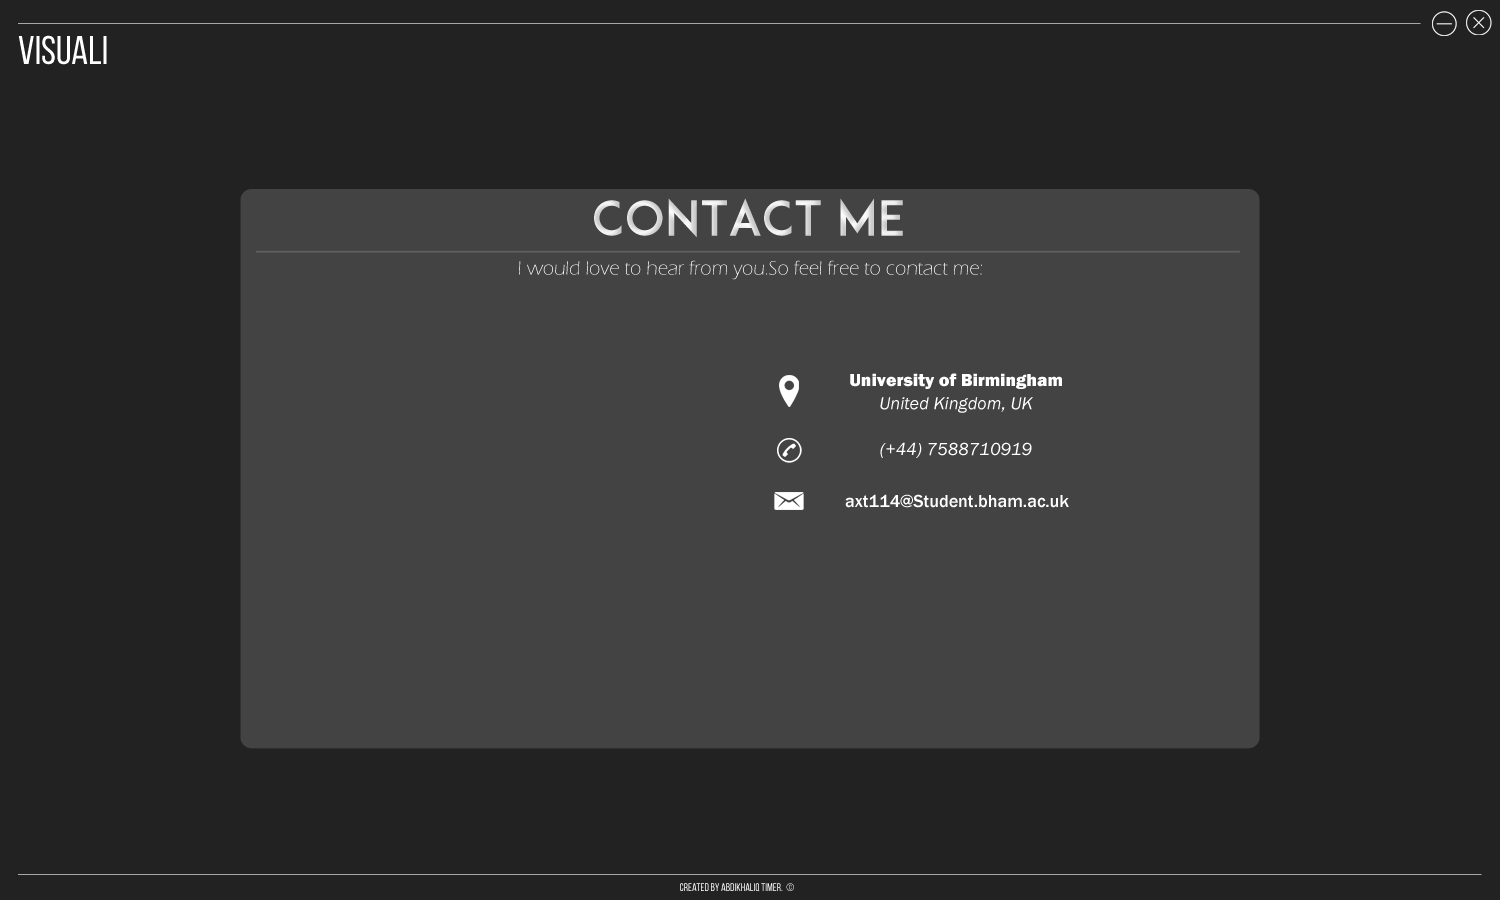 VISUALI
CONTACT ME
I would love to hear from you.So feel free to contact me:
University of Birmingham
United Kingdom, UK
(+44) 7588710919
axt114@Student.bham.ac.uk
CREATED BY ABDIKHALIQ TIMER. ©